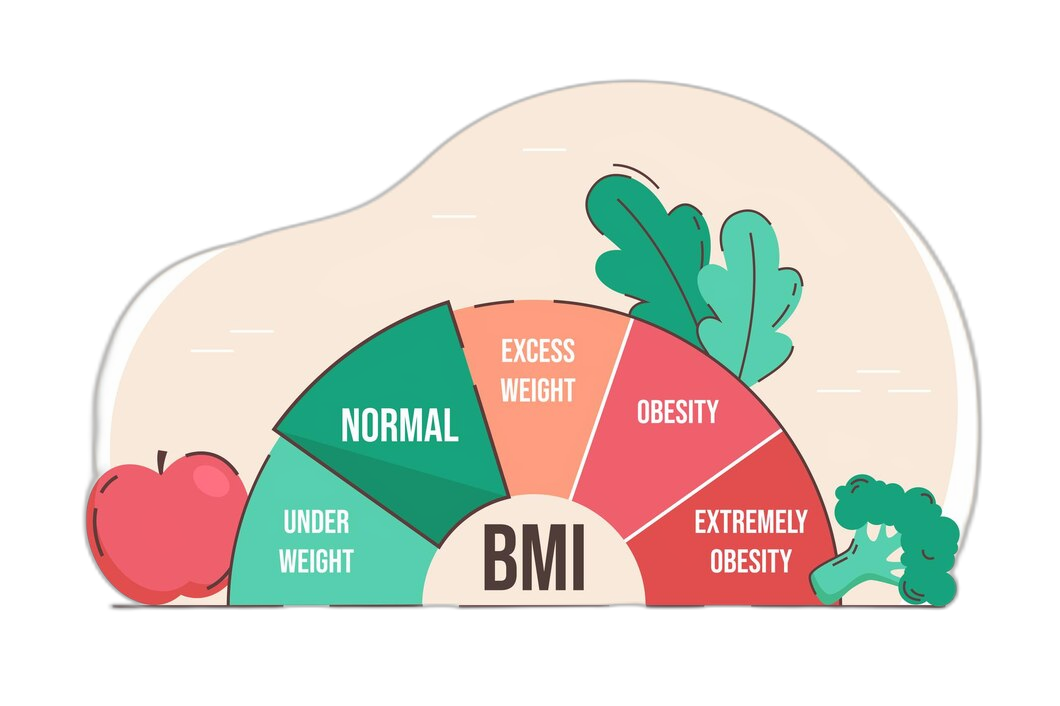 UNDER
WEIGHT
NORMAL
EXCESS
WEIGHT
OBESITY
EXTREMELY
OBESITY
BMI